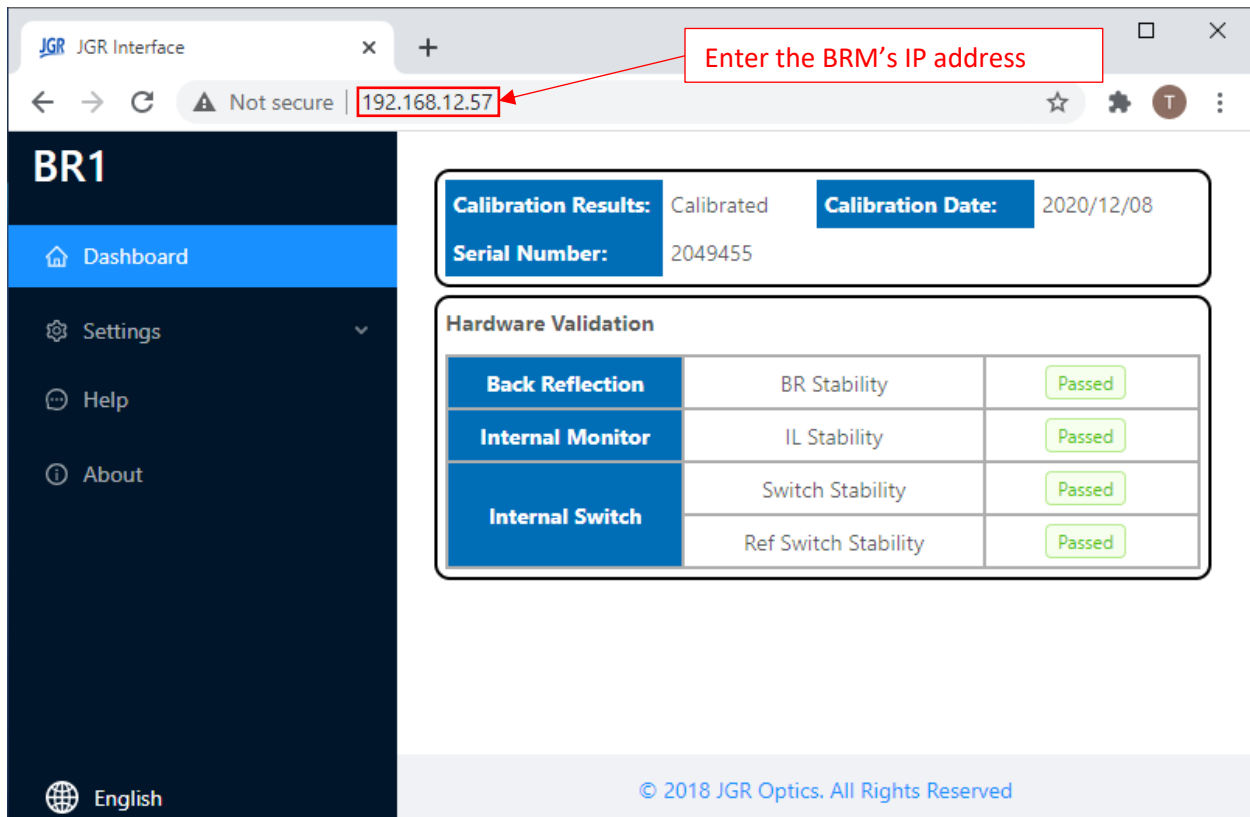 JGR JGR Interface
Enter the BRM’s IP address
Not secure 192.168.12.57
T
BR1
Calibration Results: Calibrated Calibration Date: 2020/12/08
Serial Number: 2049455
Dashboard
Settings
Help
About
Hardware Validation
Back Reflection BR Stability Passed
Internal Monitor IL Stability Passed
Internal Switch Switch Stability Passed
Ref Switch Stability Passed
English
© 2018 JGR Optics. All Rights Reserved